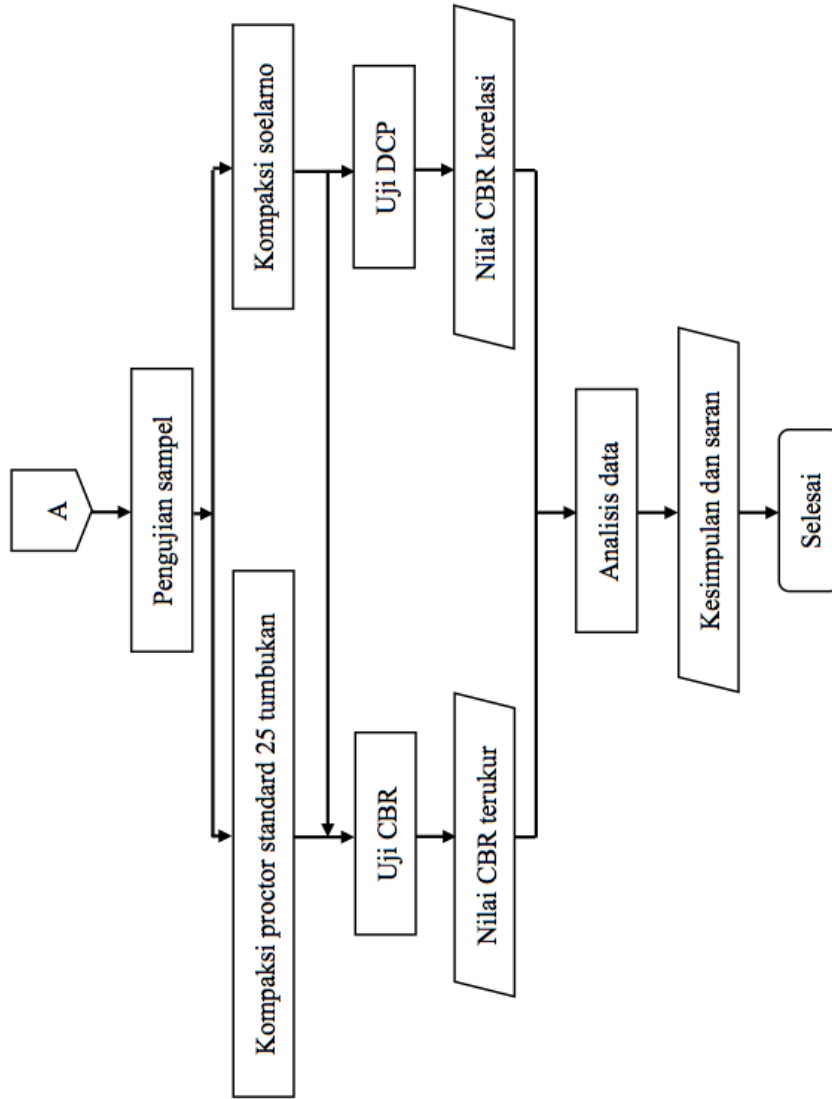 A
Pengujian sampel
Kompaksi proctor standard 25 tumbukan
Kompaksi soelarno
Uji CBR
Uji DCP
Nilai CBR terukur
Nilai CBR korelasi
Analisis data
Kesimpulan dan saran
Selesai